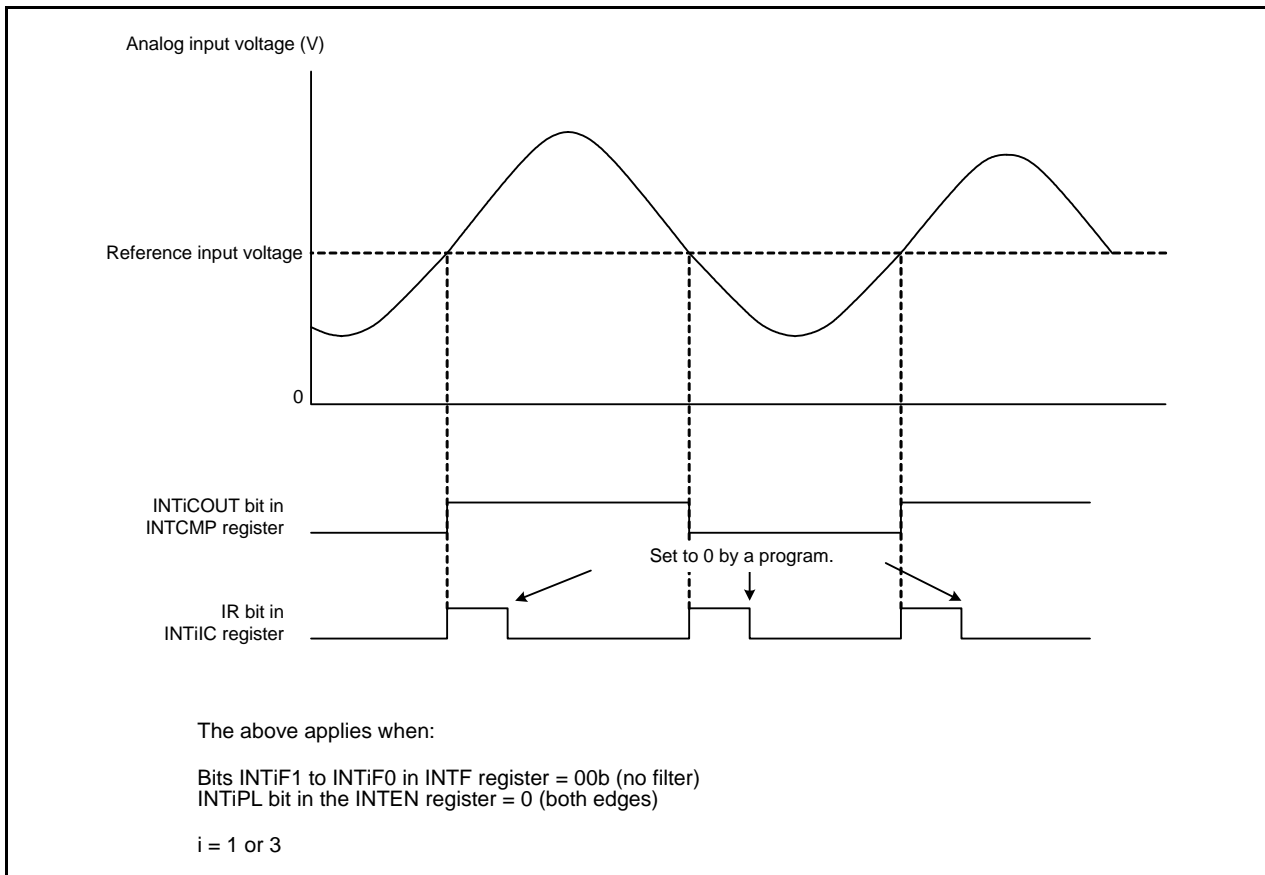 Analog input voltage (V)
Reference input voltage
0
INTiCOUT bit in
INTCMP register
Set to 0 by a program.
IR bit in
INTiIC register
The above applies when:
Bits INTiF1 to INTiF0 in INTF register = 00b (no filter)
INTiPL bit in the INTEN register = 0 (both edges)
i = 1 or 3